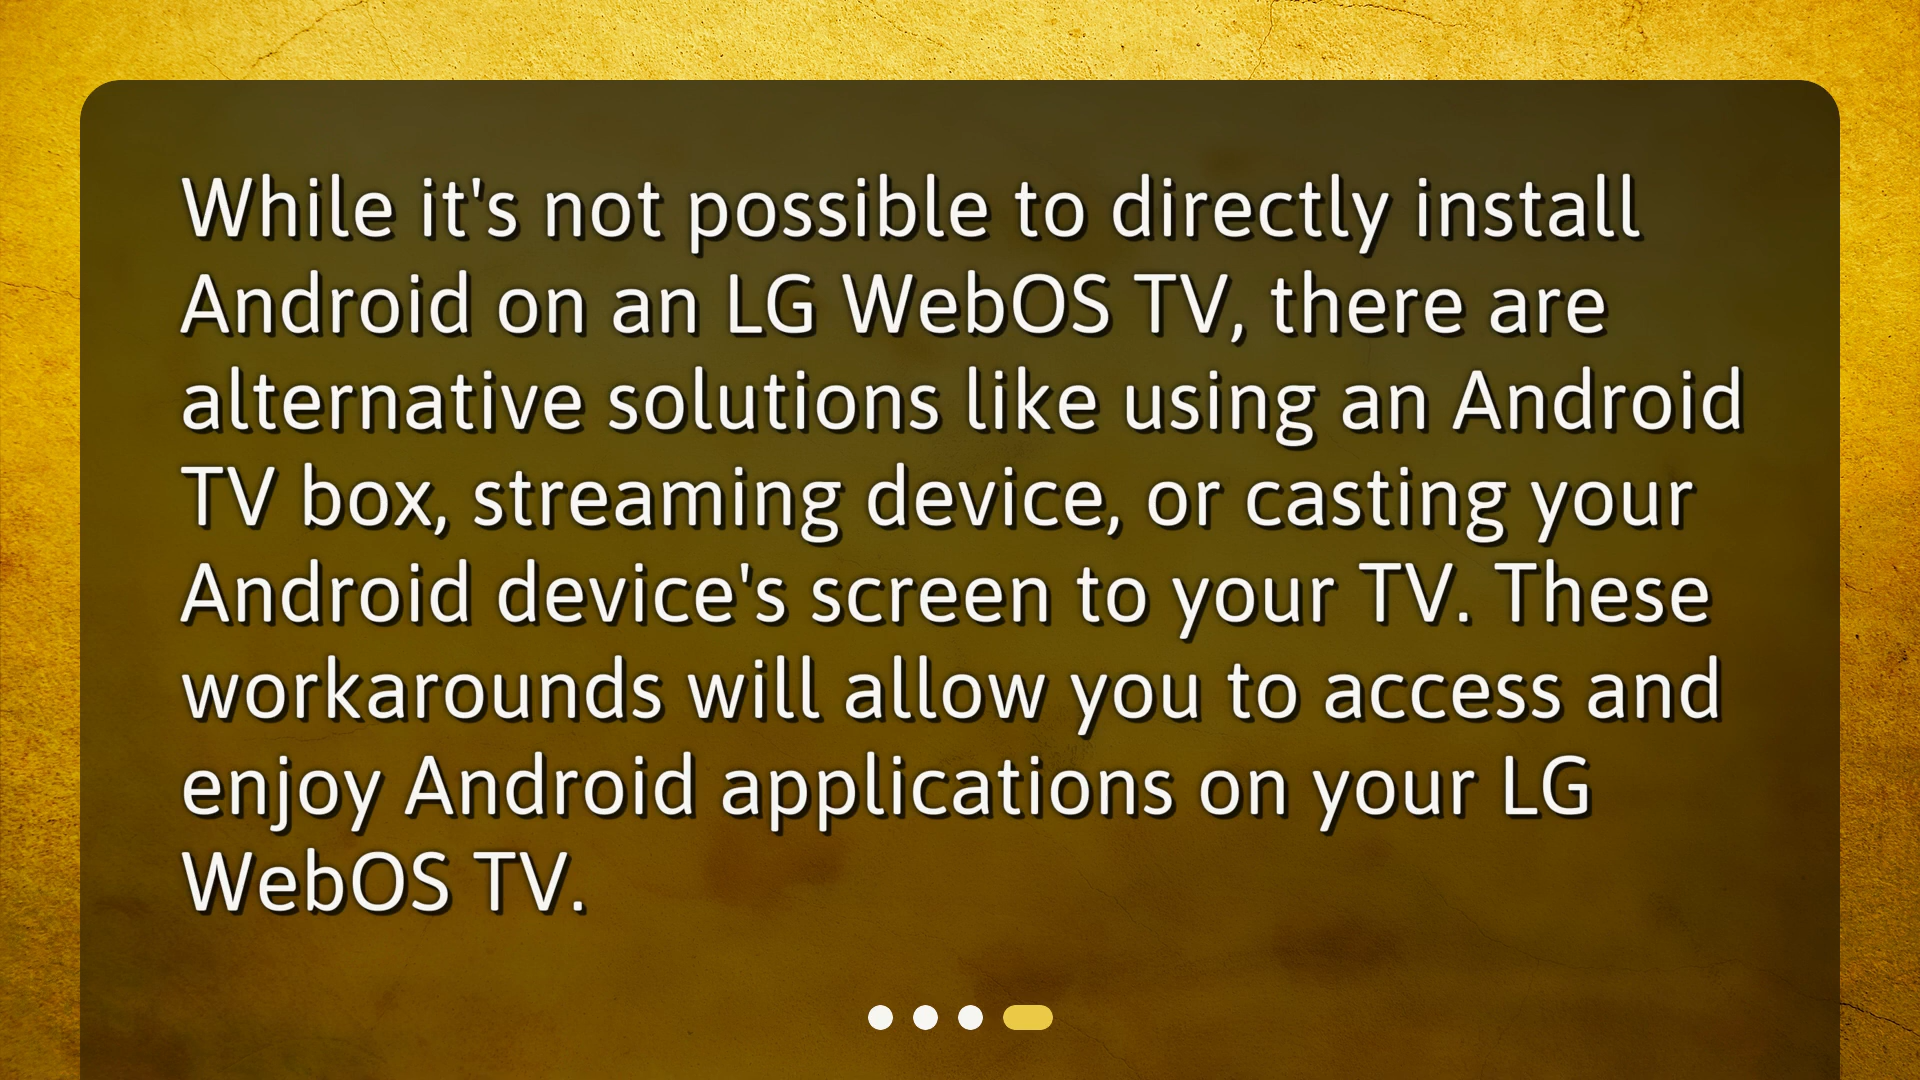 While it's not possible to directly install
Android on an LG WebOS TV, there are
alternative solutions like using an Android
TV box, streaming device, or casting your
Android device's screen to your TV. These
workarounds will allow you to access and
enjoy Android applications on your LG
WebOS TV.